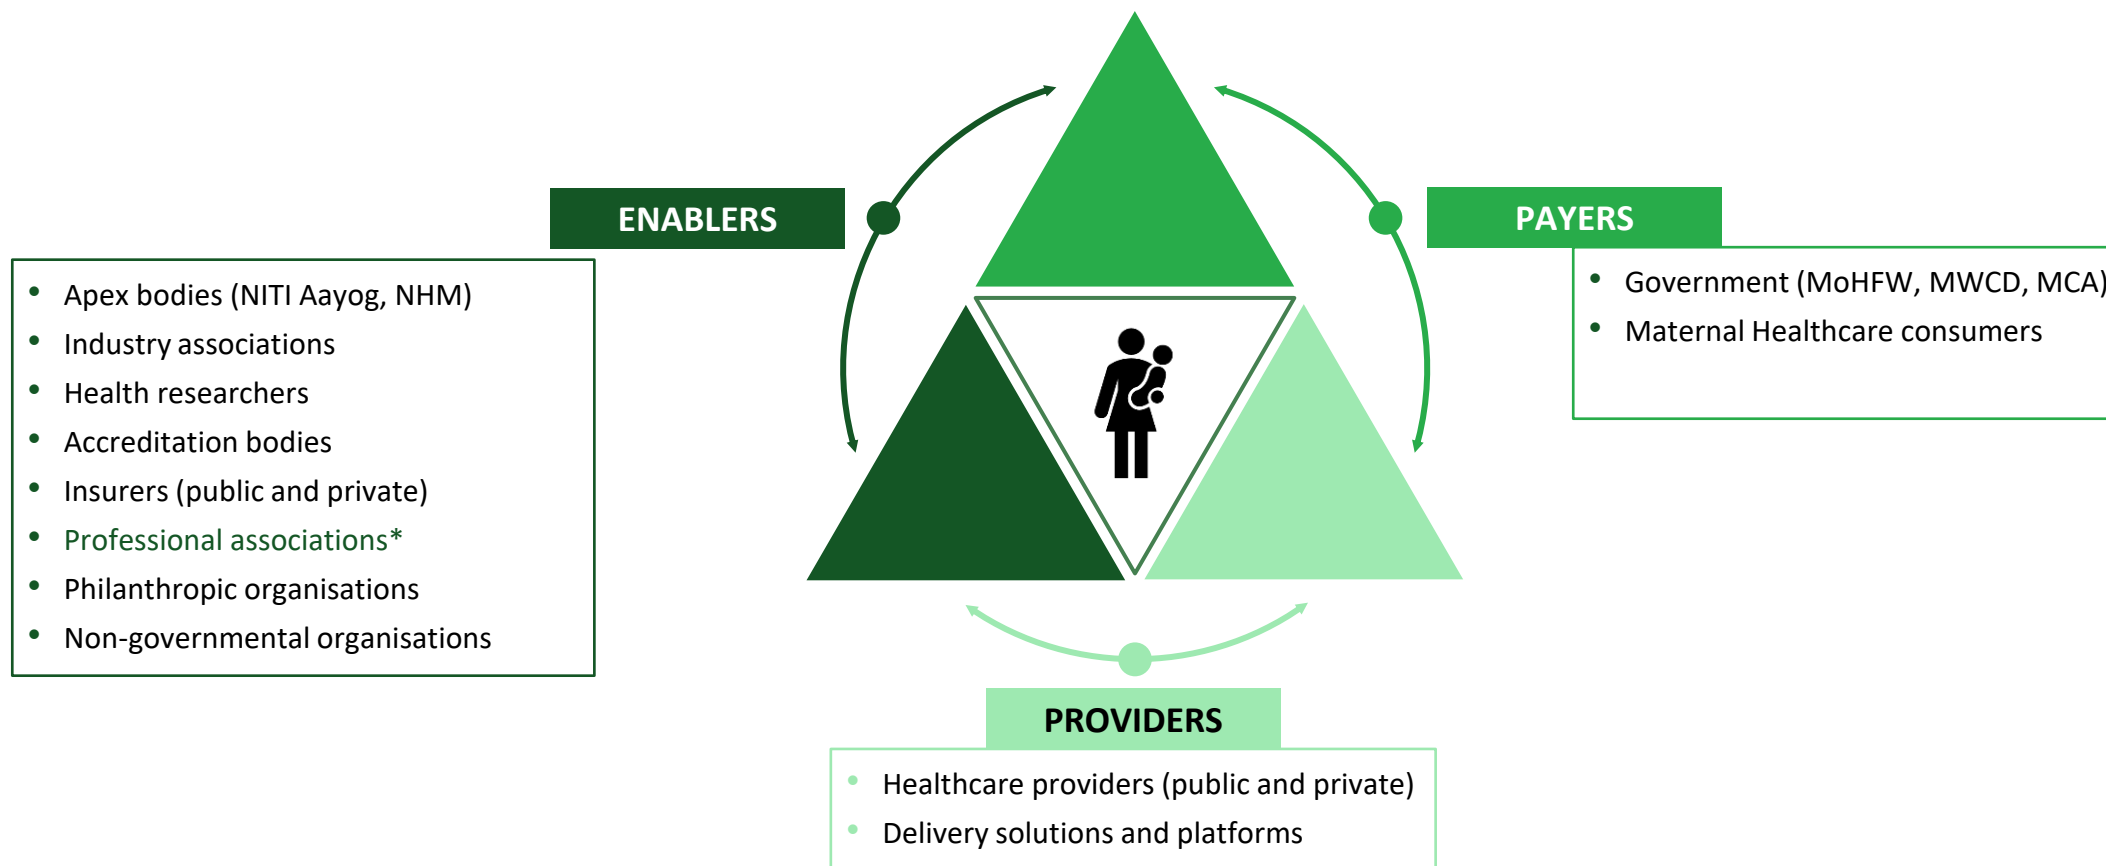 ENABLERS
• Apex bodies (NITI Aayog, NHM)
• Industry associations
• Health researchers
• Accreditation bodies
• Insurers (public and private)
• Professional associations*
• Philanthropic organisations
• Non-governmental organisations
PAYERS
• Government (MoHFW, MWCD, MCA)
• Maternal Healthcare consumers
PROVIDERS
• Healthcare providers (public and private)
• Delivery solutions and platforms